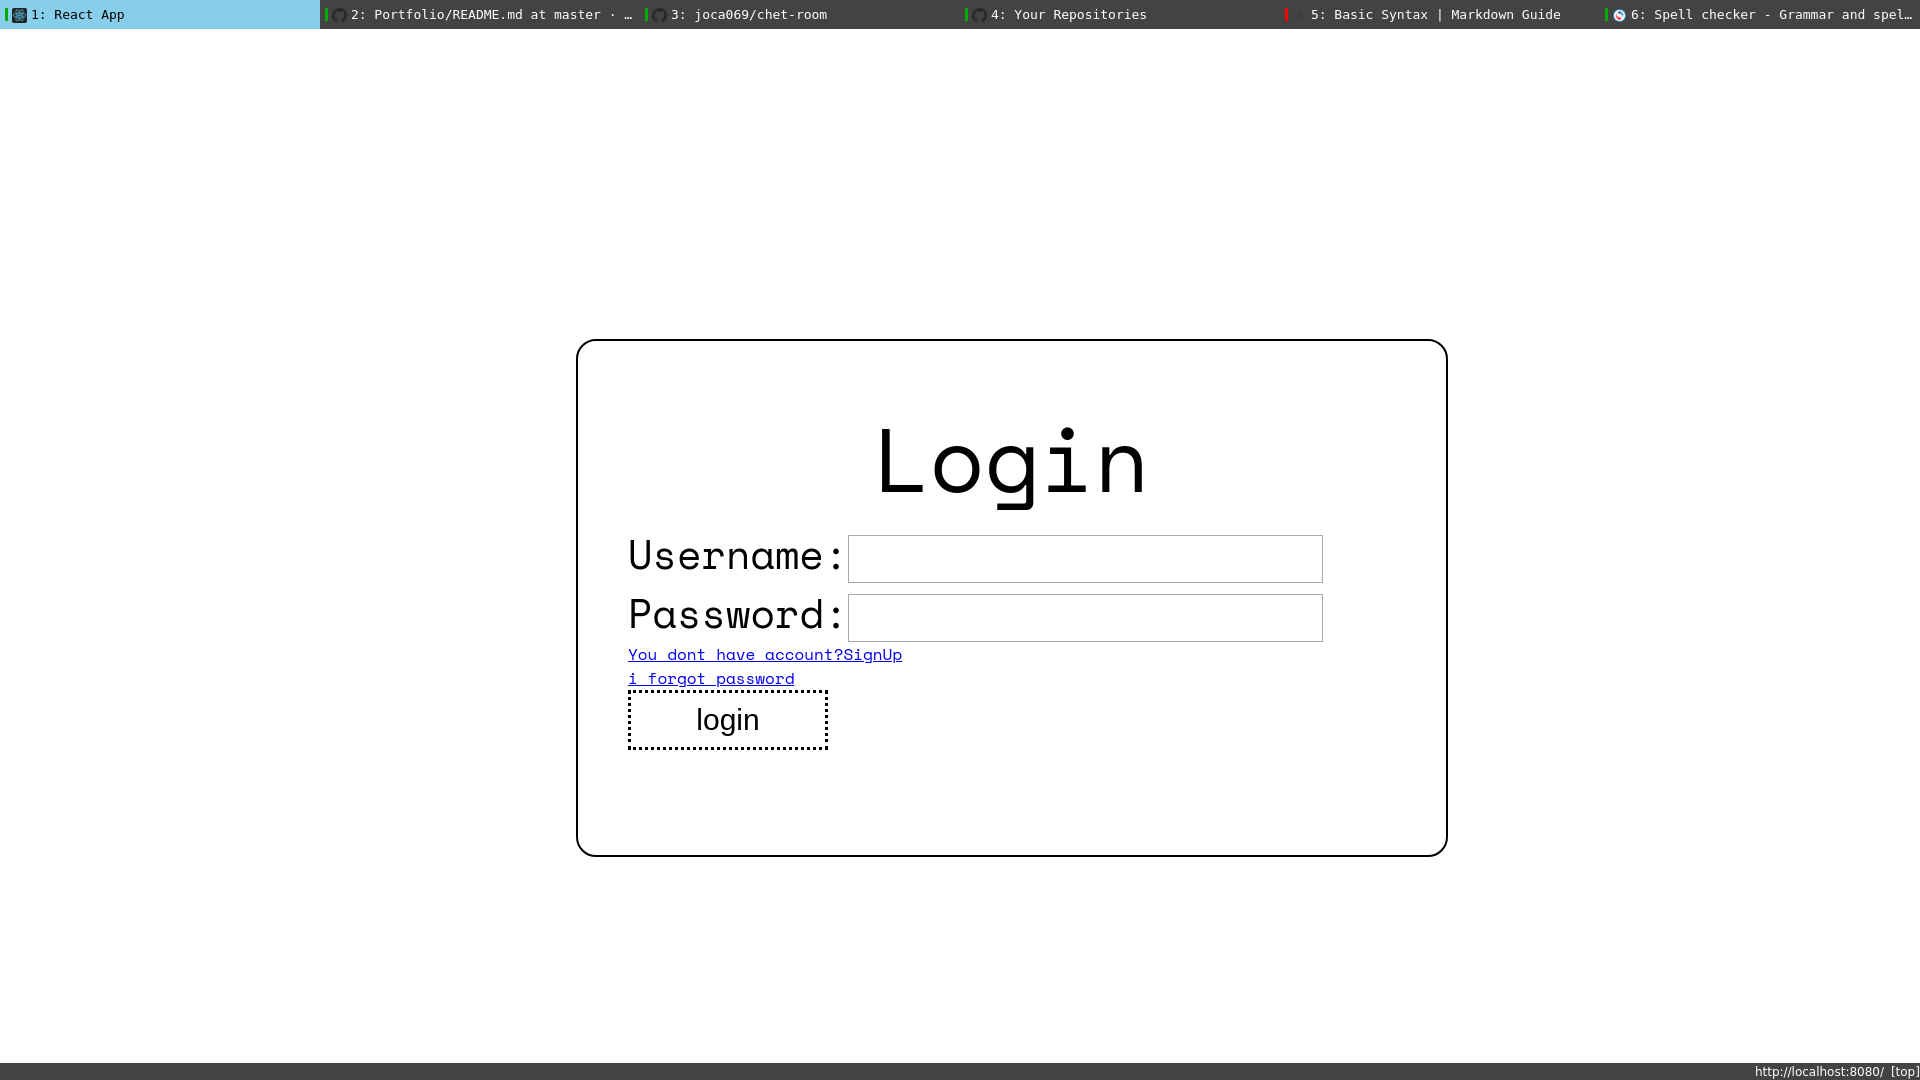 1: React App
2: Portfolio/README.md at master · …
3: joca069/chet-room
4: Your Repositories
5: Basic Syntax | Markdown Guide
6: Spell checker - Grammar and spel…
Login
Username:
Password:
You dont have account?SignUp
i forgot password
login
http://localhost:8080/ [top]